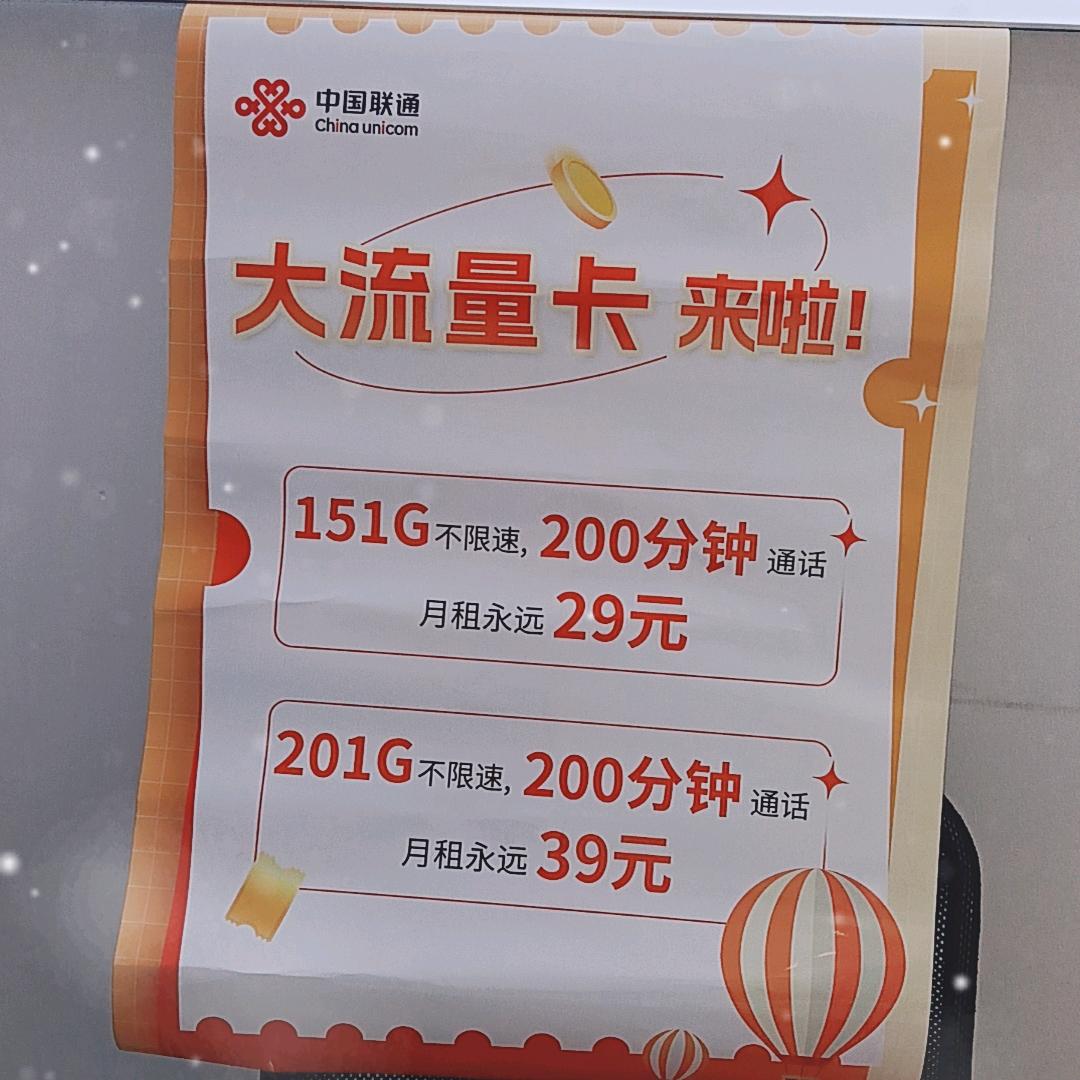 中国联通
China unicom
大流量卡 来啦!
151G不限速, 200分钟 通话
月租永远 29元
201G不限速, 200分钟 通话
月租永远 39元